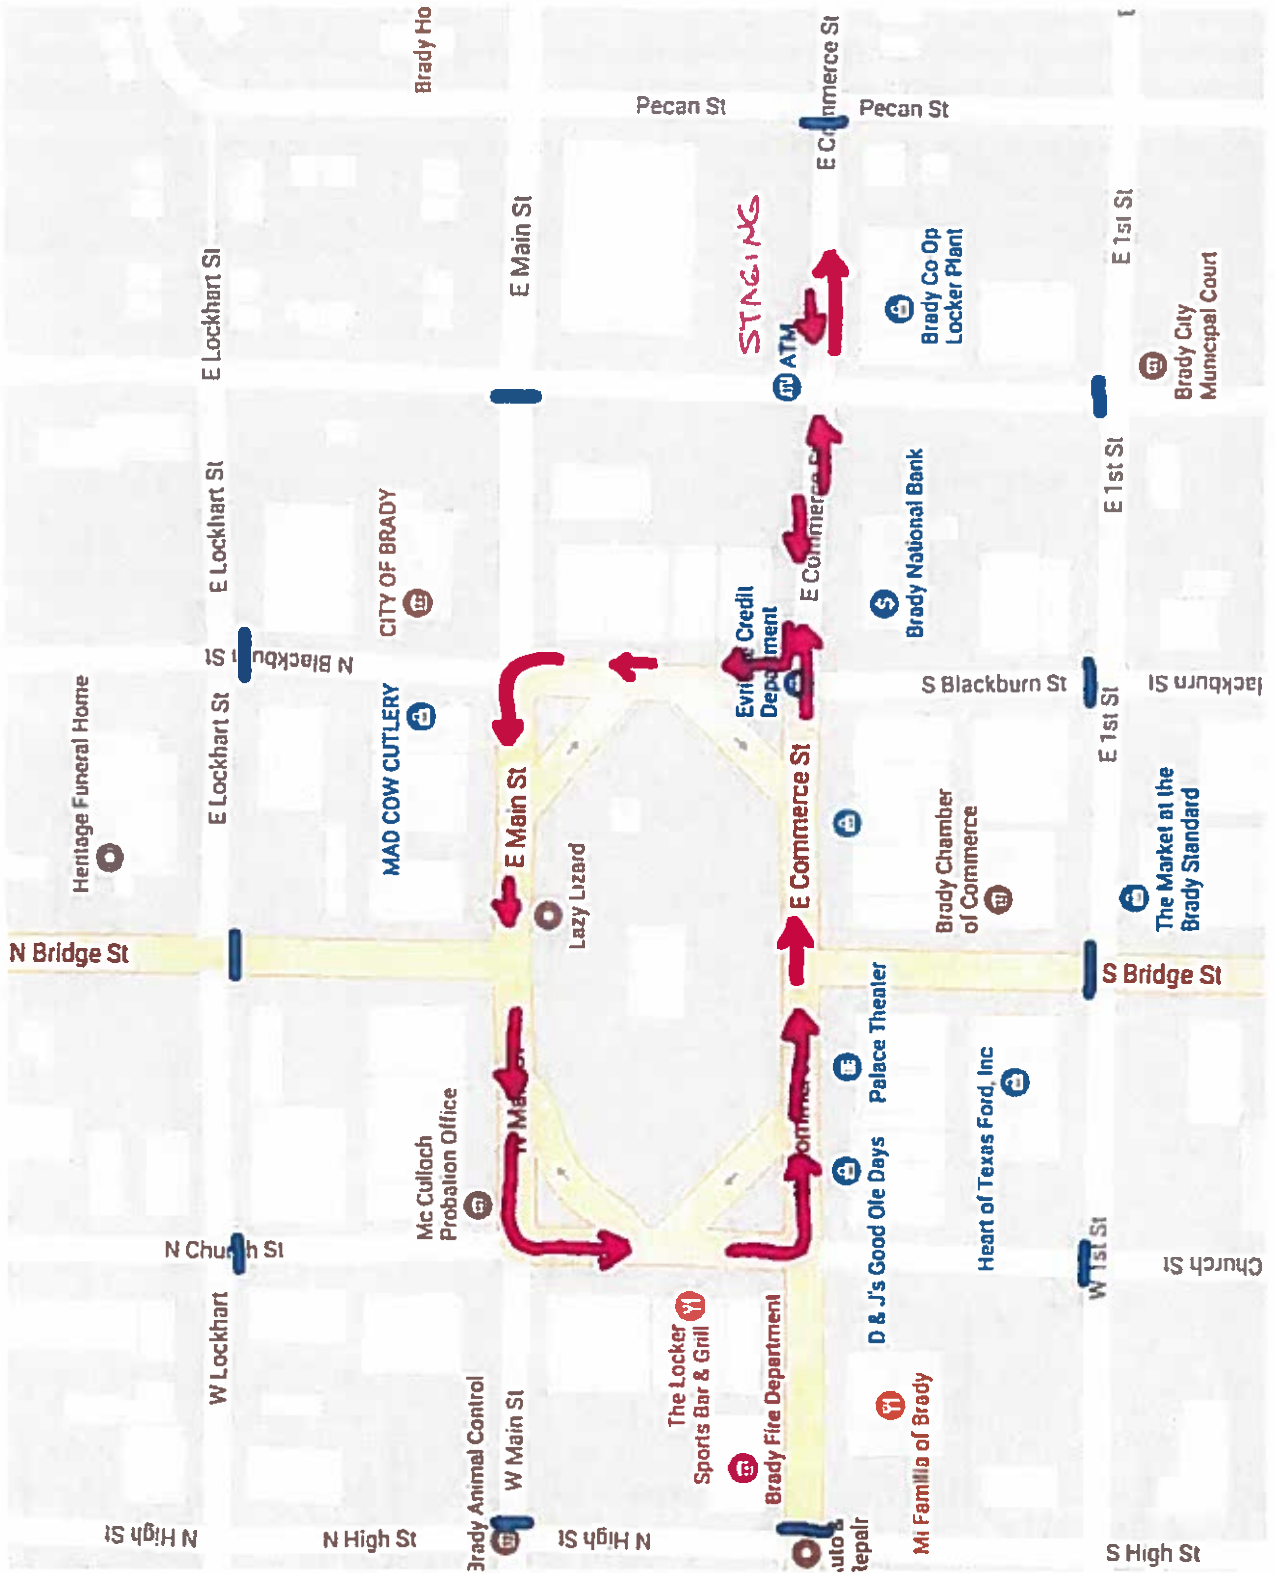 Brady Ho
E Commerce St
Pecan St
Pecan St
E Lockhart St
E Main St
STAGING
E Commerce St
E 1st St
ATM
Brady Co Op
Locker Plant
Brady City
Municipal Court
E Lockhart St
CITY OF BRADY
E Commerce
Brady National Bank
E 1st St
N Blackburn St
Credit
S Blackburn St
Heritage Funeral Home
E Lockhart St
MAD COW CUTLERY
E Main St
E Commerce St
E 1st St
Lazy Lizard
Brady Chamber
of Commerce
The Market at the
Brady Standard
N Bridge St
S Bridge St
Mc Culloch
Probation Office
Palace Theater
D & J's Good Ole Days
Heart of Texas Ford, Inc
N Church St
W 1st St
Church St
W Lockhart
The Locker
Sports Bar & Grill
Brady Fire Department
Mi Familia of Brady
W Main St
Brady Animal Control
N High St
N High St
N High St
Repair
S High St